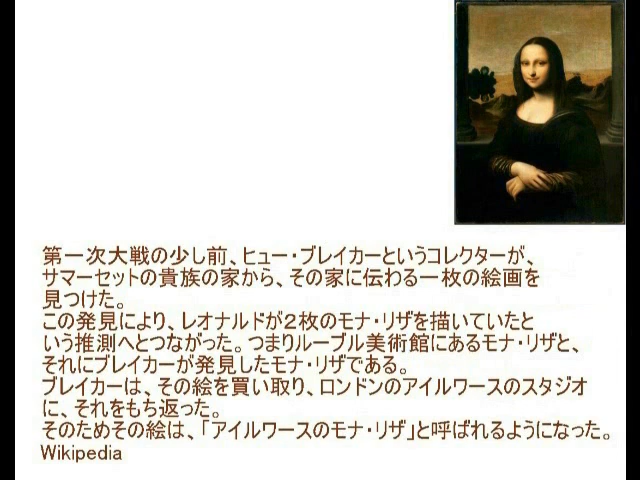 第一次大戦の少し前、ヒュー・ブレイカーというコレクターが、
サマーセットの貴族の家から、その家に伝わる一枚の絵画を
見つけた。
この発見により、レオナルドが２枚のモナ・リザを描いていたと
いう推測へとつながった。つまりルーブル美術館にあるモナ・リザと、
それにブレイカーが発見したモナ・リザである。
ブレイカーは、その絵を買い取り、ロンドンのアイルワースのスタジオ
に、それをもち返った。
そのためその絵は、「アイルワースのモナ・リザ」と呼ばれるようになった。
Wikipedia